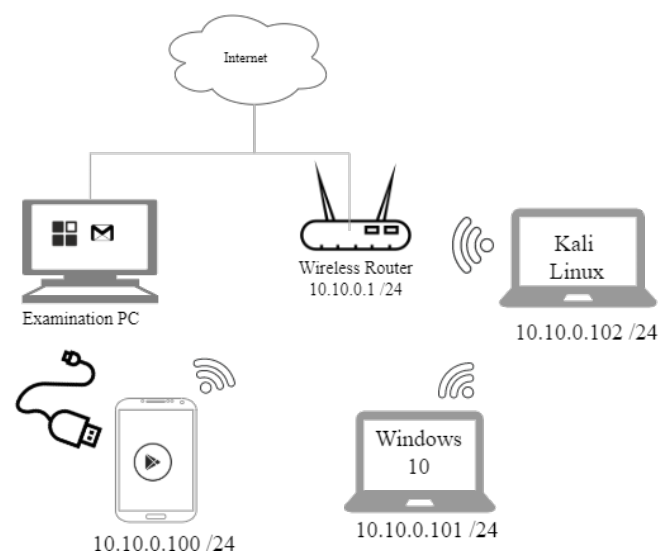 Internet
Wireless Router
10.10.0.1 /24
Kali
Linux
10.10.0.102 /24
Examination PC
Windows
10
10.10.0.101 /24
10.10.0.100 /24